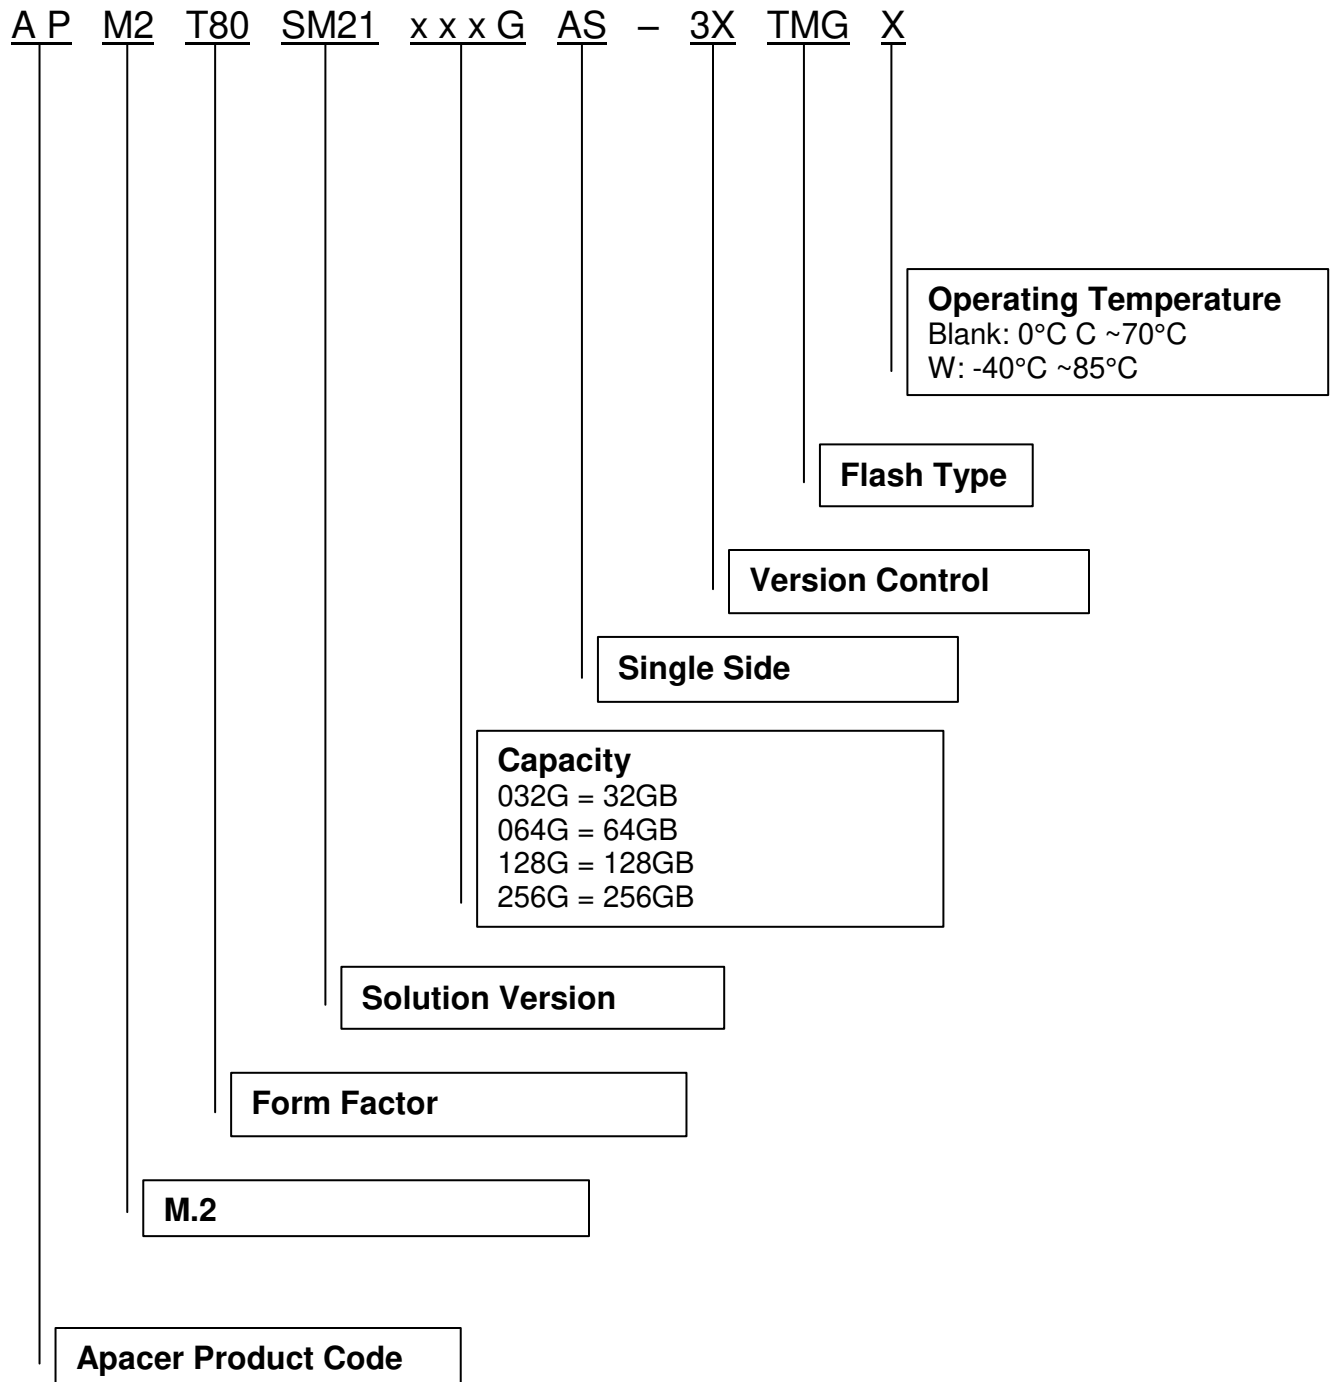 A P M2 T80 SM21 x x x G AS – 3X TMG X
Operating Temperature
Blank: 0°C C ~70°C
W: -40°C ~85°C
Flash Type
Version Control
Single Side
Capacity
032G = 32GB
064G = 64GB
128G = 128GB
256G = 256GB
Solution Version
Form Factor
M.2
Apacer Product Code